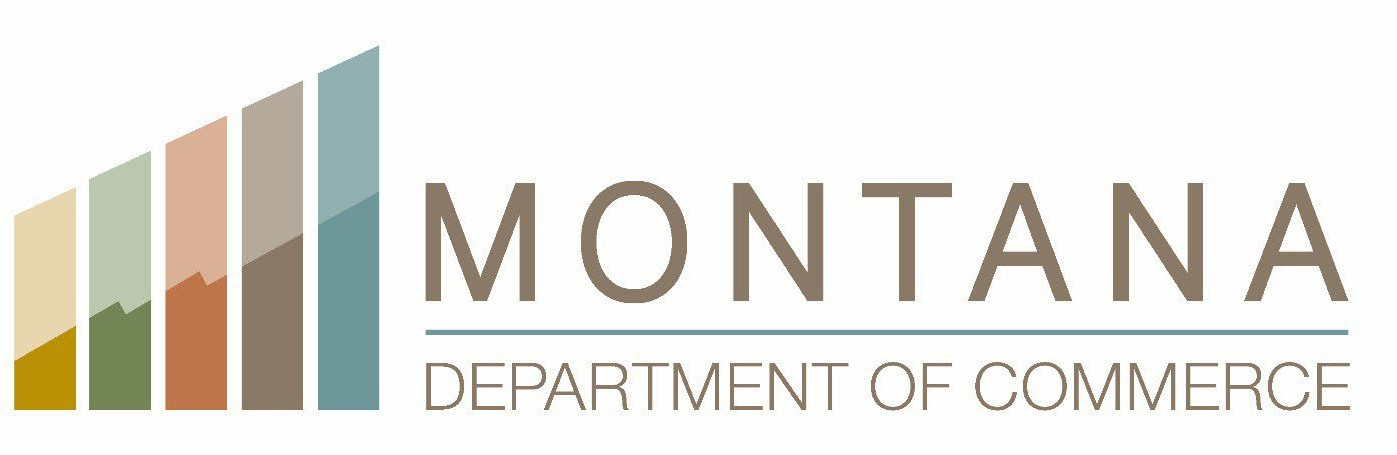 MONTANA
DEPARTMENT OF COMMERCE